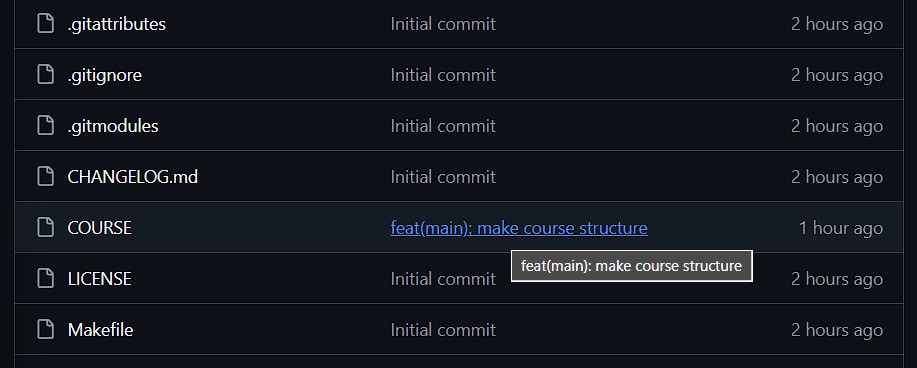 .gitattributes Initial commit 2 hours ago
.gitignore Initial commit 2 hours ago
.gitmodules Initial commit 2 hours ago
CHANGELOG.md Initial commit 2 hours ago
COURSE feat(main): make course structure 1 hour ago
feat(main): make course structure
LICENSE Initial commit 2 hours ago
Makefile Initial commit 2 hours ago